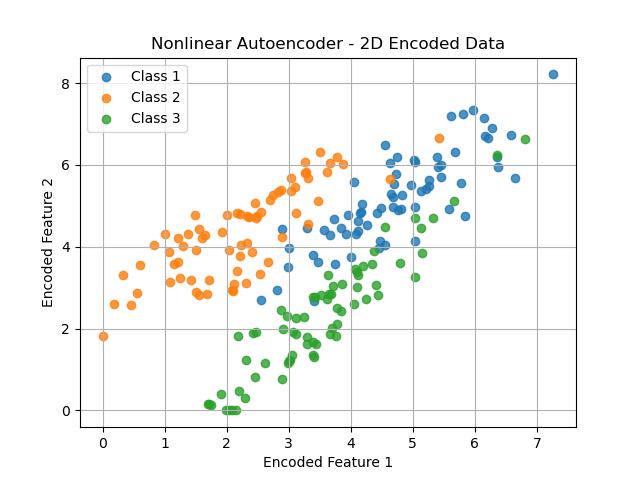 Nonlinear Autoencoder - 2D Encoded Data
Class 1
Class 2
Class 3
Encoded Feature 2
8
6
4
2
0
0 1 2 3 4 5 6 7
Encoded Feature 1